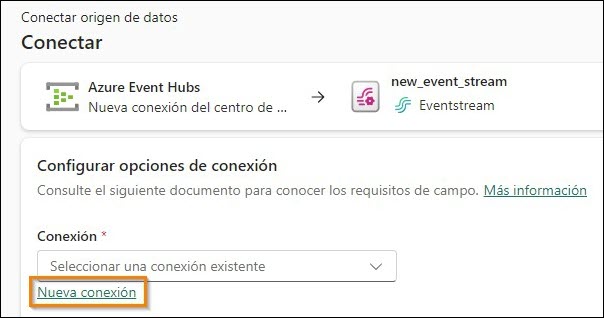 Conectar origen de datos
Conectar
Azure Event Hubs
Nueva conexión del centro de ...
new_event_stream
Eventstream
Configurar opciones de conexión
Consulte el siguiente documento para conocer los requisitos de campo. Más información
Conexión *
Seleccionar una conexión existente
Nueva conexión